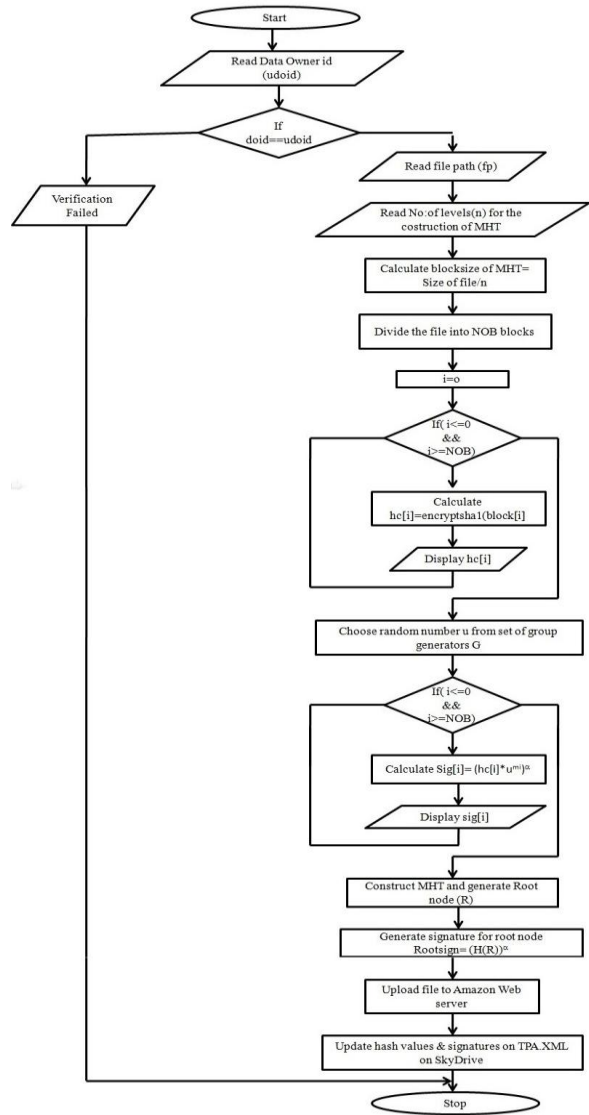 Start
Read Data Owner id
(udoid)
If
doid==udoid
Verification
Failed
Read file path (fp)
Read No:of levels(n) for the
costruction of MHT
Calculate blocksize of MHT=
Size of file/n
Divide the file into NOB blocks
i=o
If( i<=0
&&
i>=NOB)
Calculate
hc[i]=encryptsha1(block[i]
Display hc[i]
Choose random number u from set of group
generators G
If( i<=0
&&
i>=NOB)
Calculate Sig[i]= (hc[i]*uᵐⁱ)ᵅ
Display sig[i]
Construct MHT and generate Root
node (R)
Generate signature for root node
Rootsign= (H(R))ᵅ
Upload file to Amazon Web
server
Update hash values & signatures on TPA.XML
on SkyDrive
Stop